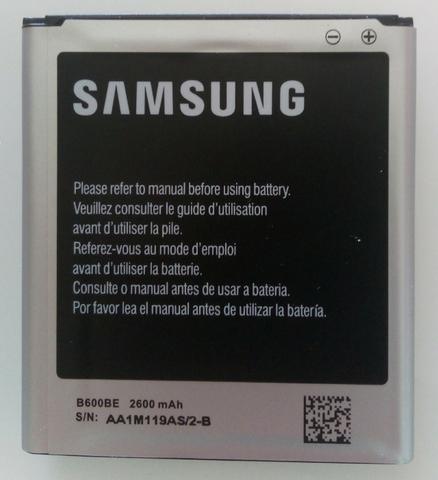 SAMSUNG
Please refer to manual before using battery.
Veuillez consulter le guide d'utilisation
avant d'utiliser la pile.
Referez-vous au mode d'emploi
avant d'utiliser la batterie.
Consulte o manual antes de usar a bateria.
Por favor lea el manual antes de utilizar la batería.
B600BE 2600 mAh
S/N: AA1M119AS/2-B